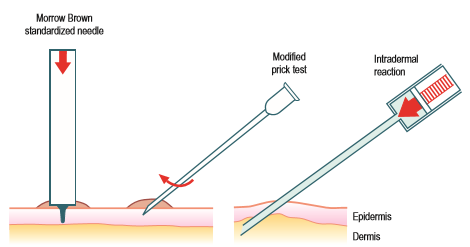 Morrow Brown
standardized needle
Modified
prick test
Intradermal
reaction
Epidermis
Dermis